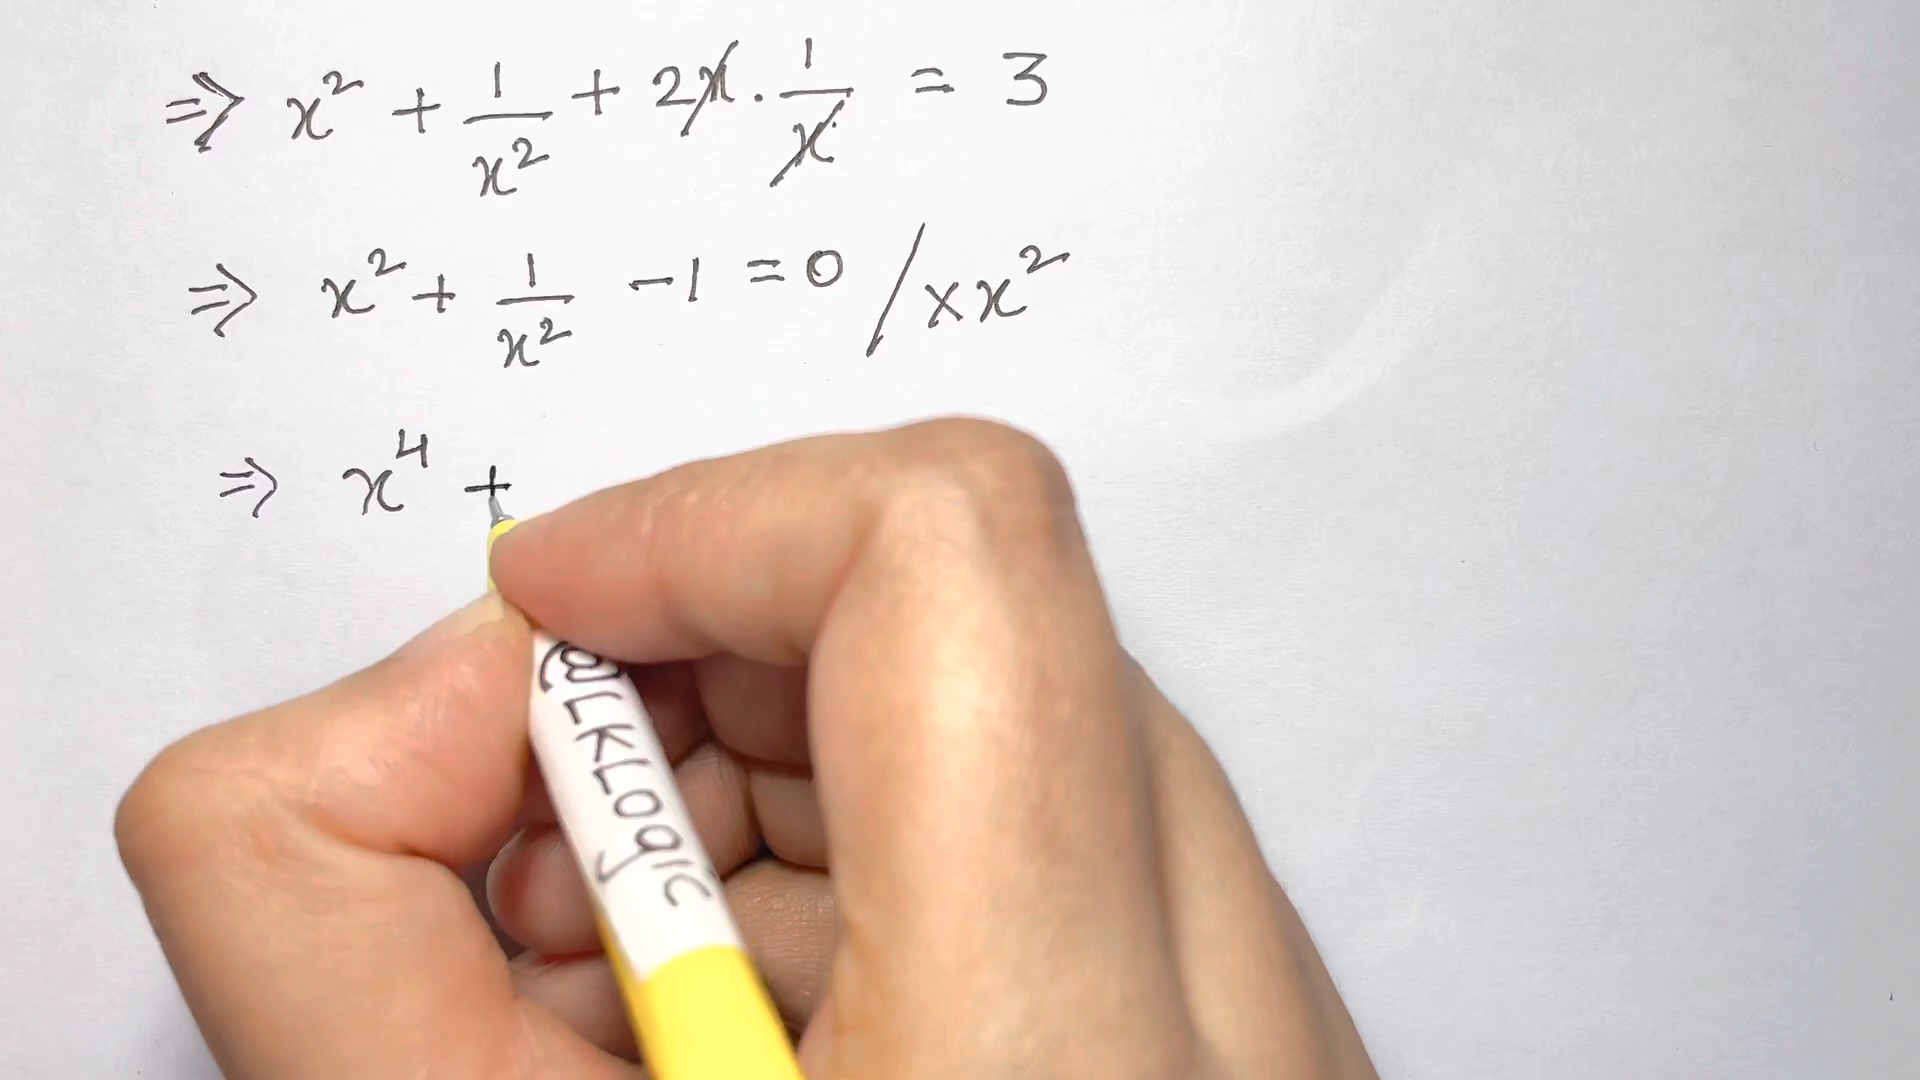 ⇒ x² + 1/x² + 2x · 1/x = 3
⇒ x² + 1/x² - 1 = 0 / × x²
⇒ x⁴ +
@LKLogic